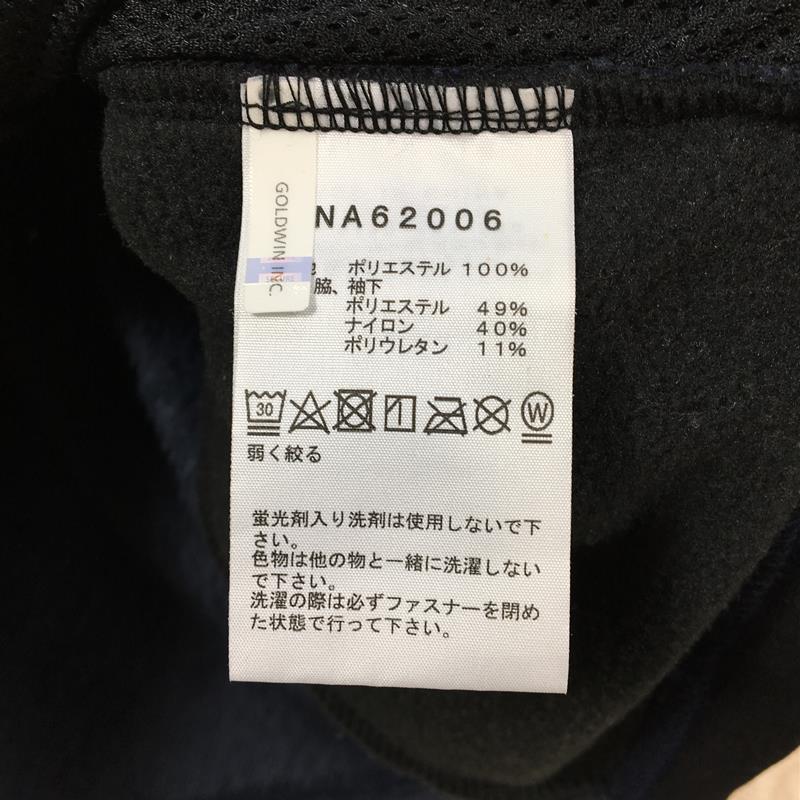 GOLDWIN INC.
NA62006
ポリエステル 100%
脇、袖下
ポリエステル 49%
ナイロン 40%
ポリウレタン 11%
30
W
弱く絞る
蛍光剤入り洗剤は使用しないで下
さい。
色物は他の物と一緒に洗濯しない
で下さい。
洗濯の際は必ずファスナーを閉め
た状態で行って下さい。